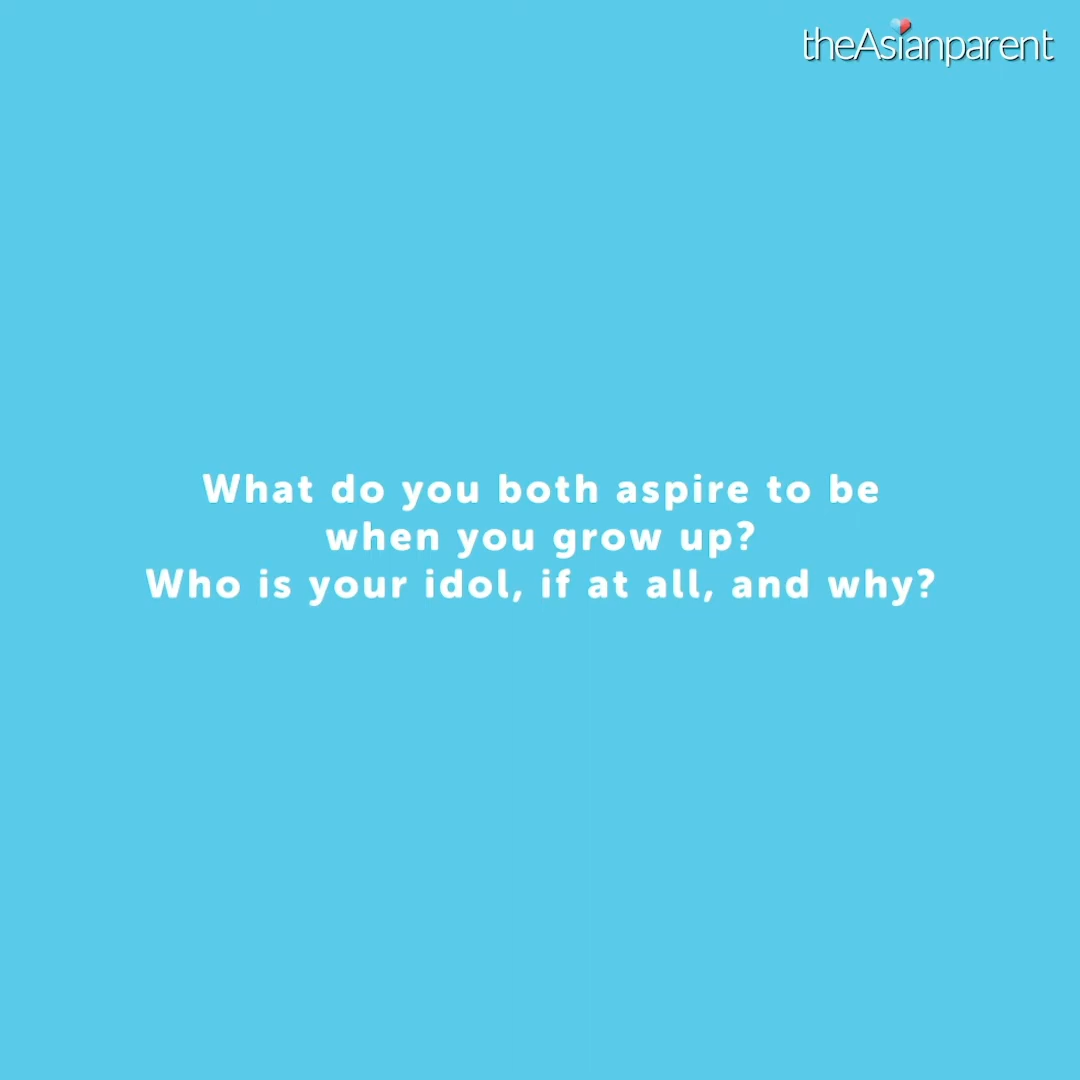 theAsianparent
What do you both aspire to be
when you grow up?
Who is your idol, if at all, and why?